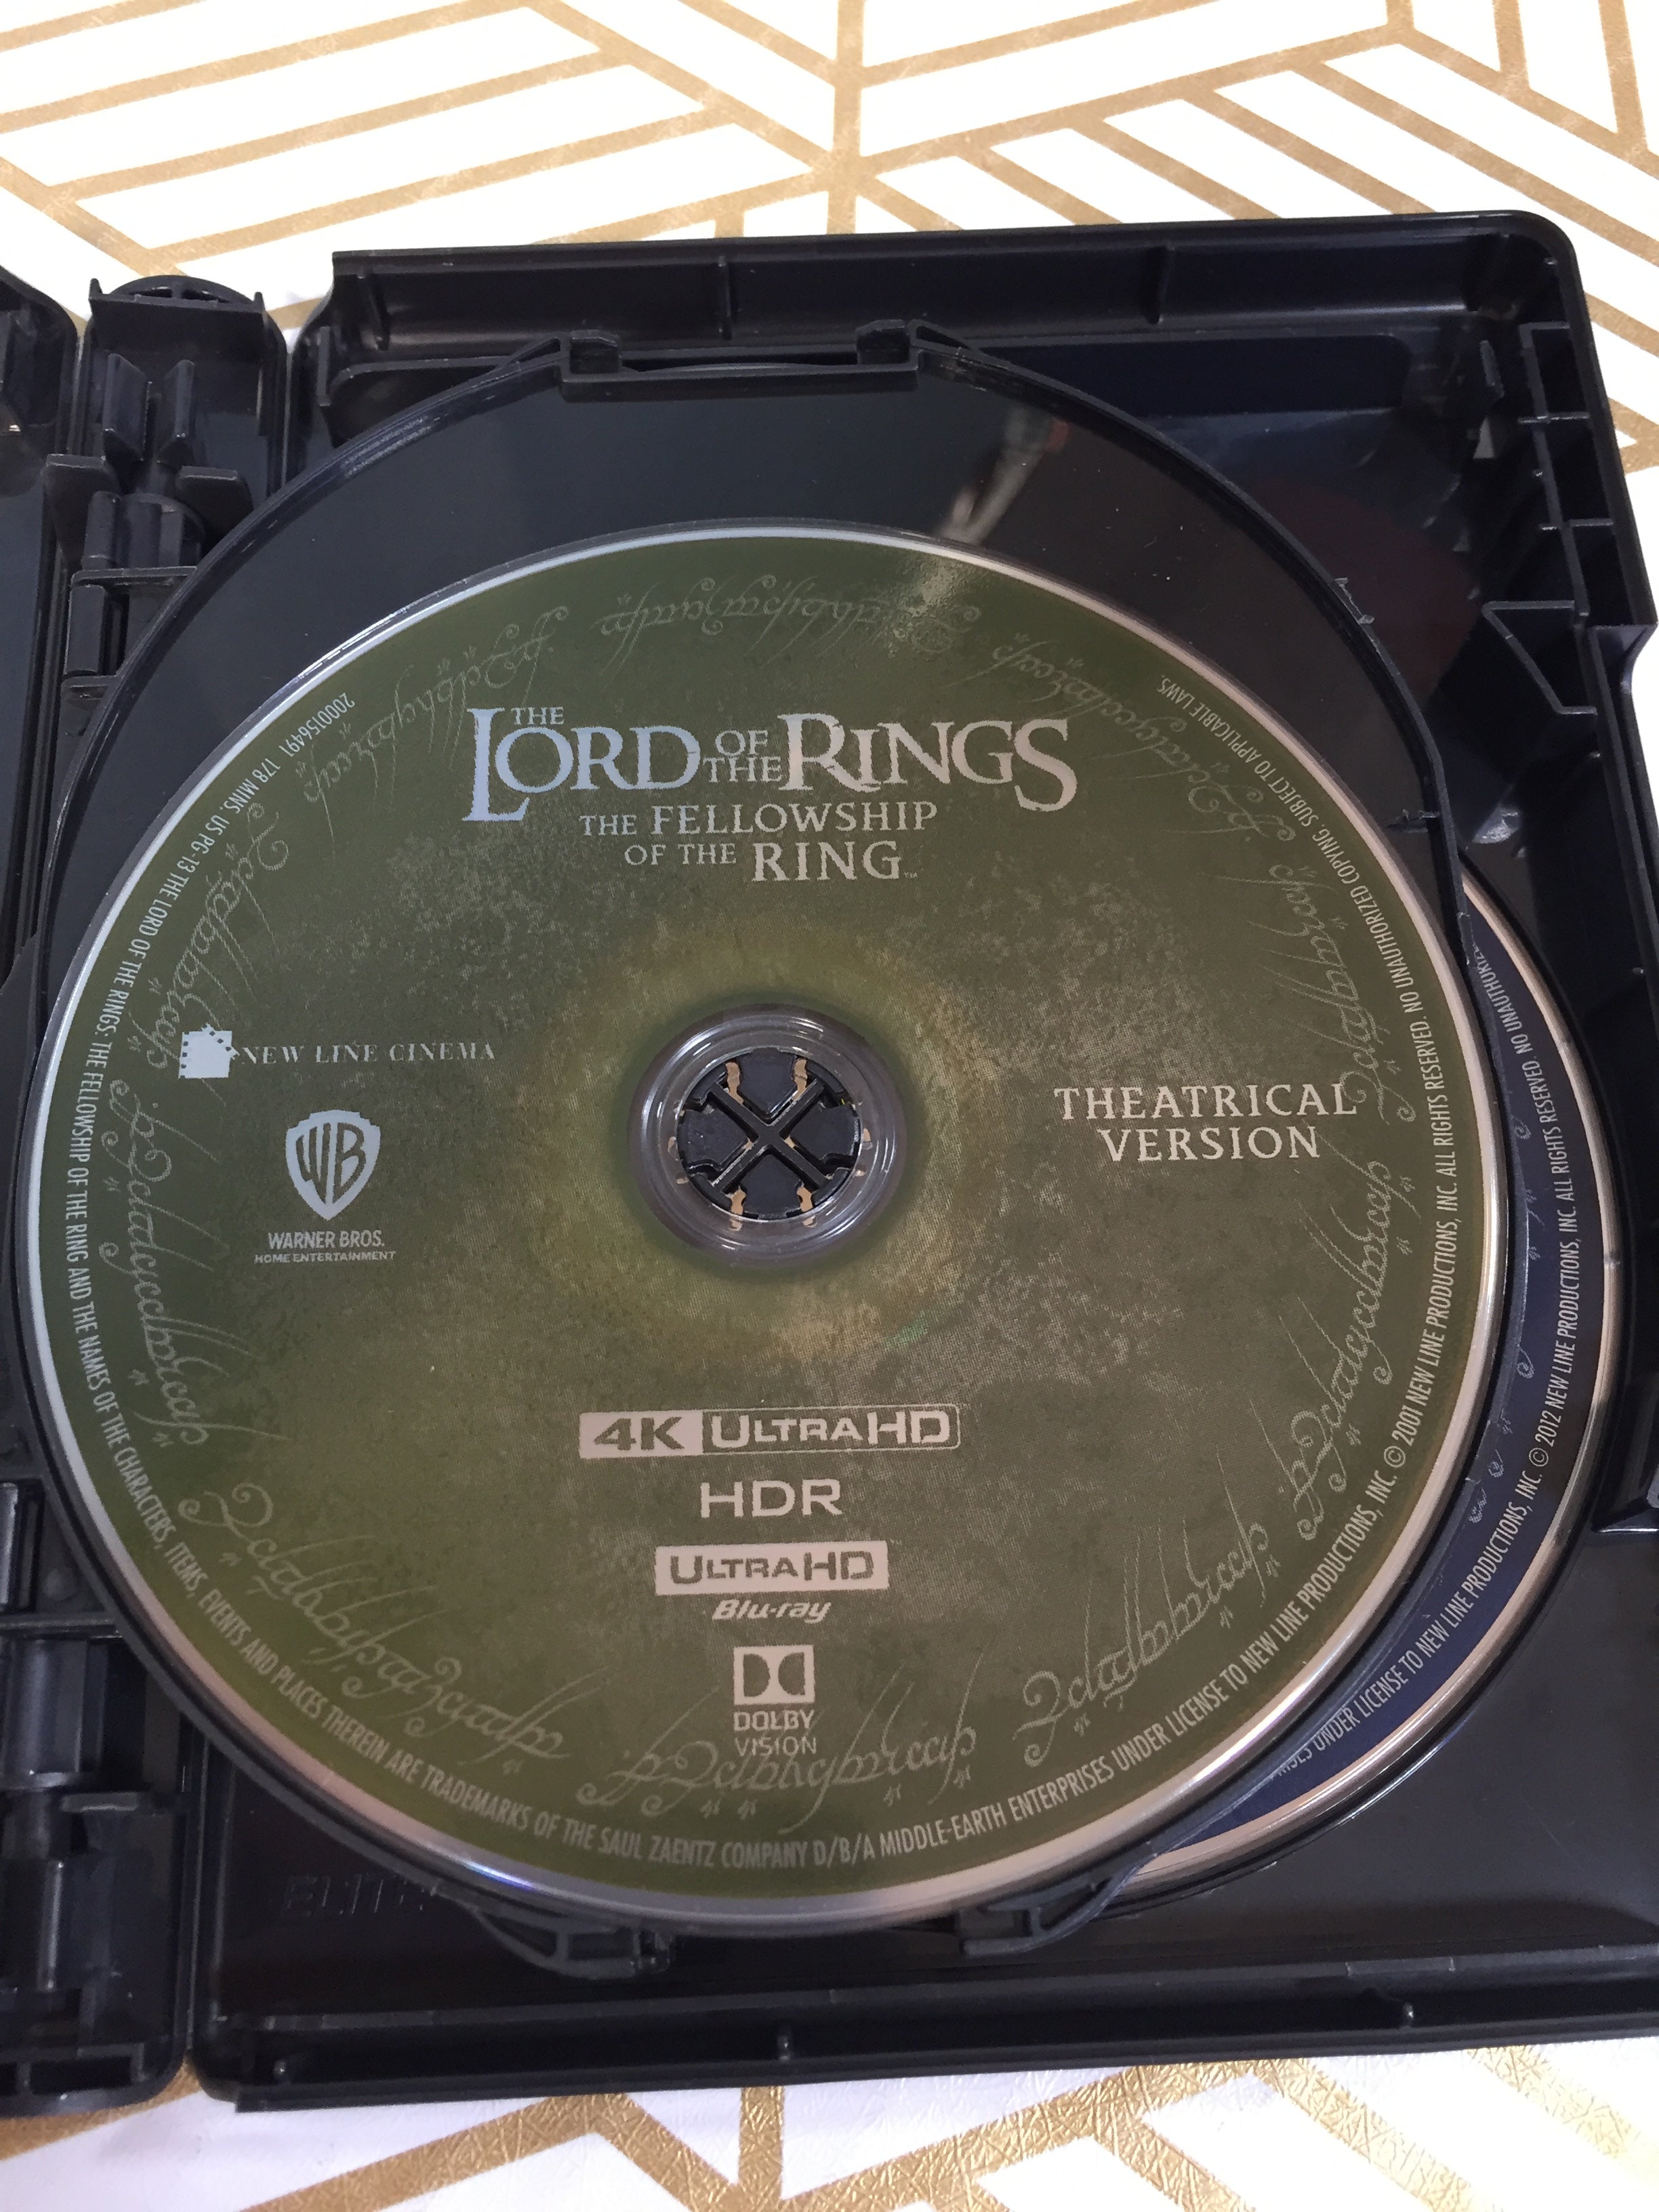 THE LORD OF THE RINGS
THE FELLOWSHIP
OF THE RING™
NEW LINE CINEMA
WB
WARNER BROS.
HOME ENTERTAINMENT
THEATRICAL
VERSION
4K ULTRA HD
HDR
ULTRA HD
Blu-ray
DOLBY
VISION
2000156491 178 MINS. US PG-13 THE LORD OF THE RINGS: THE FELLOWSHIP OF THE RING AND THE NAMES OF THE CHARACTERS, ITEMS, EVENTS AND PLACES THEREIN ARE TRADEMARKS OF THE SAUL ZAENTZ COMPANY D/B/A MIDDLE-EARTH ENTERPRISES UNDER LICENSE TO NEW LINE PRODUCTIONS, INC. © 2001 NEW LINE PRODUCTIONS, INC. ALL RIGHTS RESERVED. NO UNAUTHORIZED COPYING. SUBJECT TO APPLICABLE LAWS.
UNDER LICENSE TO NEW LINE PRODUCTIONS, INC. © 2012 NEW LINE PRODUCTIONS, INC. ALL RIGHTS RESERVED. NO